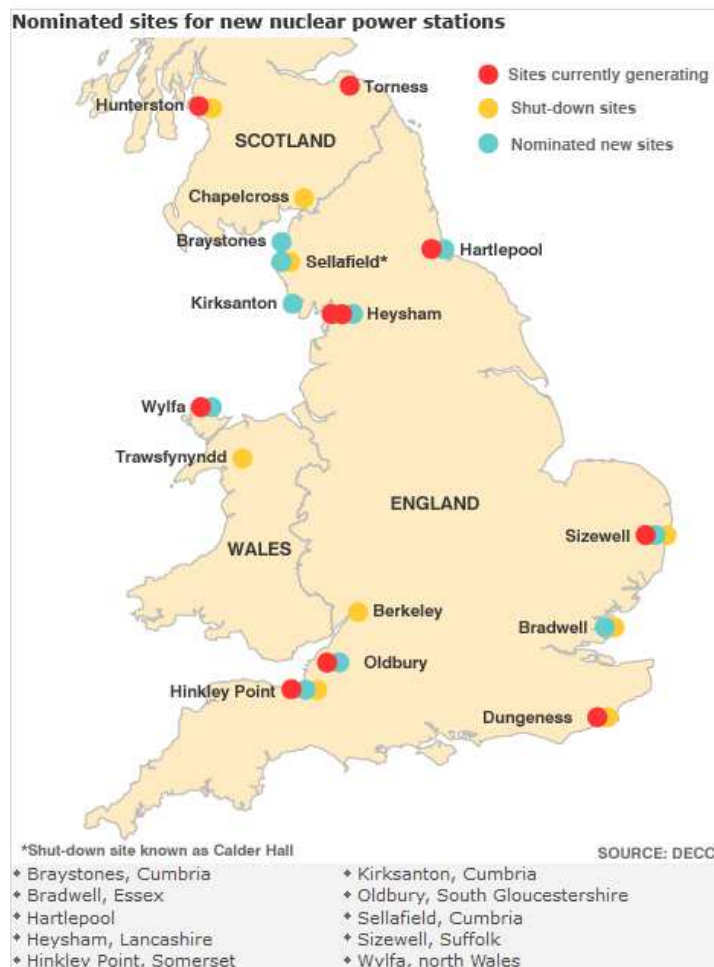 Nominated sites for new nuclear power stations
Sites currently generating
Shut-down sites
Nominated new sites
Torness
Hunterston
SCOTLAND
Chapelcross
Braystones
Hartlepool
Sellafield*
Kirksanton
Heysham
Wylfa
Trawsfynyndd
ENGLAND
Sizewell
WALES
Berkeley
Bradwell
Oldbury
Hinkley Point
Dungeness
*Shut-down site known as Calder Hall
SOURCE: DECC
Braystones, Cumbria
Bradwell, Essex
Hartlepool
Heysham, Lancashire
Hinkley Point, Somerset
Kirksanton, Cumbria
Oldbury, South Gloucestershire
Sellafield, Cumbria
Sizewell, Suffolk
Wylfa, north Wales